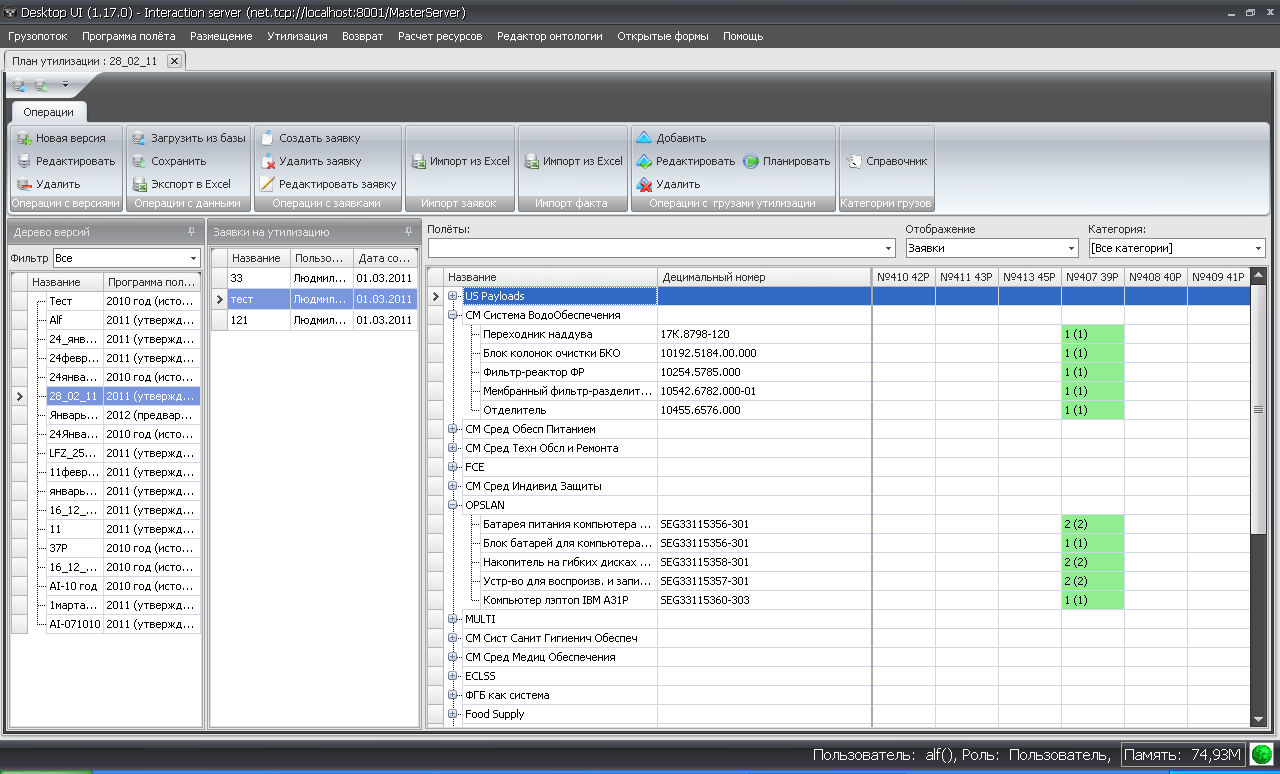 Desktop UI (1.17.0) - Interaction server (net.tcp://localhost:8001/MasterServer)
Грузопоток Программа полёта Размещение Утилизация Возврат Расчет ресурсов Редактор онтологии Открытые формы Помощь
План утилизации : 28_02_11
Операции
Новая версия
Редактировать
Удалить
Операции с версиями
Загрузить из базы
Сохранить
Экспорт в Excel
Операции с данными
Создать заявку
Удалить заявку
Редактировать заявку
Операции с заявками
Импорт из Excel
Импорт заявок
Импорт из Excel
Импорт факта
Добавить
Редактировать Планировать
Удалить
Операции с грузами утилизации
Справочник
Категории грузов
Дерево версий
Фильтр Все
Название Программа пол...
Тест 2010 год (исто...
Alf 2011 (утвержд...
24_янв... 2011 (утвержд...
24февр... 2011 (утвержд...
24янва... 2010 год (исто...
28_02_11 2011 (утвержд...
Январь... 2012 (предвар...
24Янва... 2010 год (исто...
LFZ_25... 2011 (утвержд...
11февр... 2011 (утвержд...
январь... 2011 (утвержд...
16_12_... 2011 (утвержд...
11 2011 (утвержд...
37Р 2010 год (исто...
16_12_... 2010 год (исто...
AI-10 год 2010 год (исто...
1марта... 2011 (утвержд...
AI-071010 2011 (утвержд...
Заявки на утилизацию
Название Пользо... Дата со...
33 Людмил... 01.03.2011
тест Людмил... 01.03.2011
121 Людмил... 01.03.2011
Полёты:
Отображение
Заявки
Категория:
[Все категории]
Название Децимальный номер №410 42Р №411 43Р №413 45Р №407 39Р №408 40Р №409 41Р
US Payloads
СМ Система ВодоОбеспечения
Переходник наддува 17К.8798-120 1 (1)
Блок колонок очистки БКО 10192.5184.00.000 1 (1)
Фильтр-реактор ФР 10254.5785.000 1 (1)
Мембранный фильтр-разделит... 10542.6782.000-01 1 (1)
Отделитель 10455.6576.000 1 (1)
СМ Сред Обесп Питанием
СМ Сред Техн Обсл и Ремонта
FCE
СМ Сред Индивид Защиты
OPSLAN
Батарея питания компьютера ... SEG33115356-301 2 (2)
Блок батарей для компьютера... SEG33115356-301 1 (1)
Накопитель на гибких дисках ... SEG33115358-301 2 (2)
Устр-во для воспроизв. и запи... SEG33115357-301 2 (2)
Компьютер лэптоп IBM A31P SEG33115360-303 1 (1)
MULTI
СМ Сист Санит Гигиенич Обеспеч
СМ Сред Медиц Обеспечения
ECLSS
ФГБ как система
Food Supply
Пользователь: alf(), Роль: Пользователь, Память: 74,93М